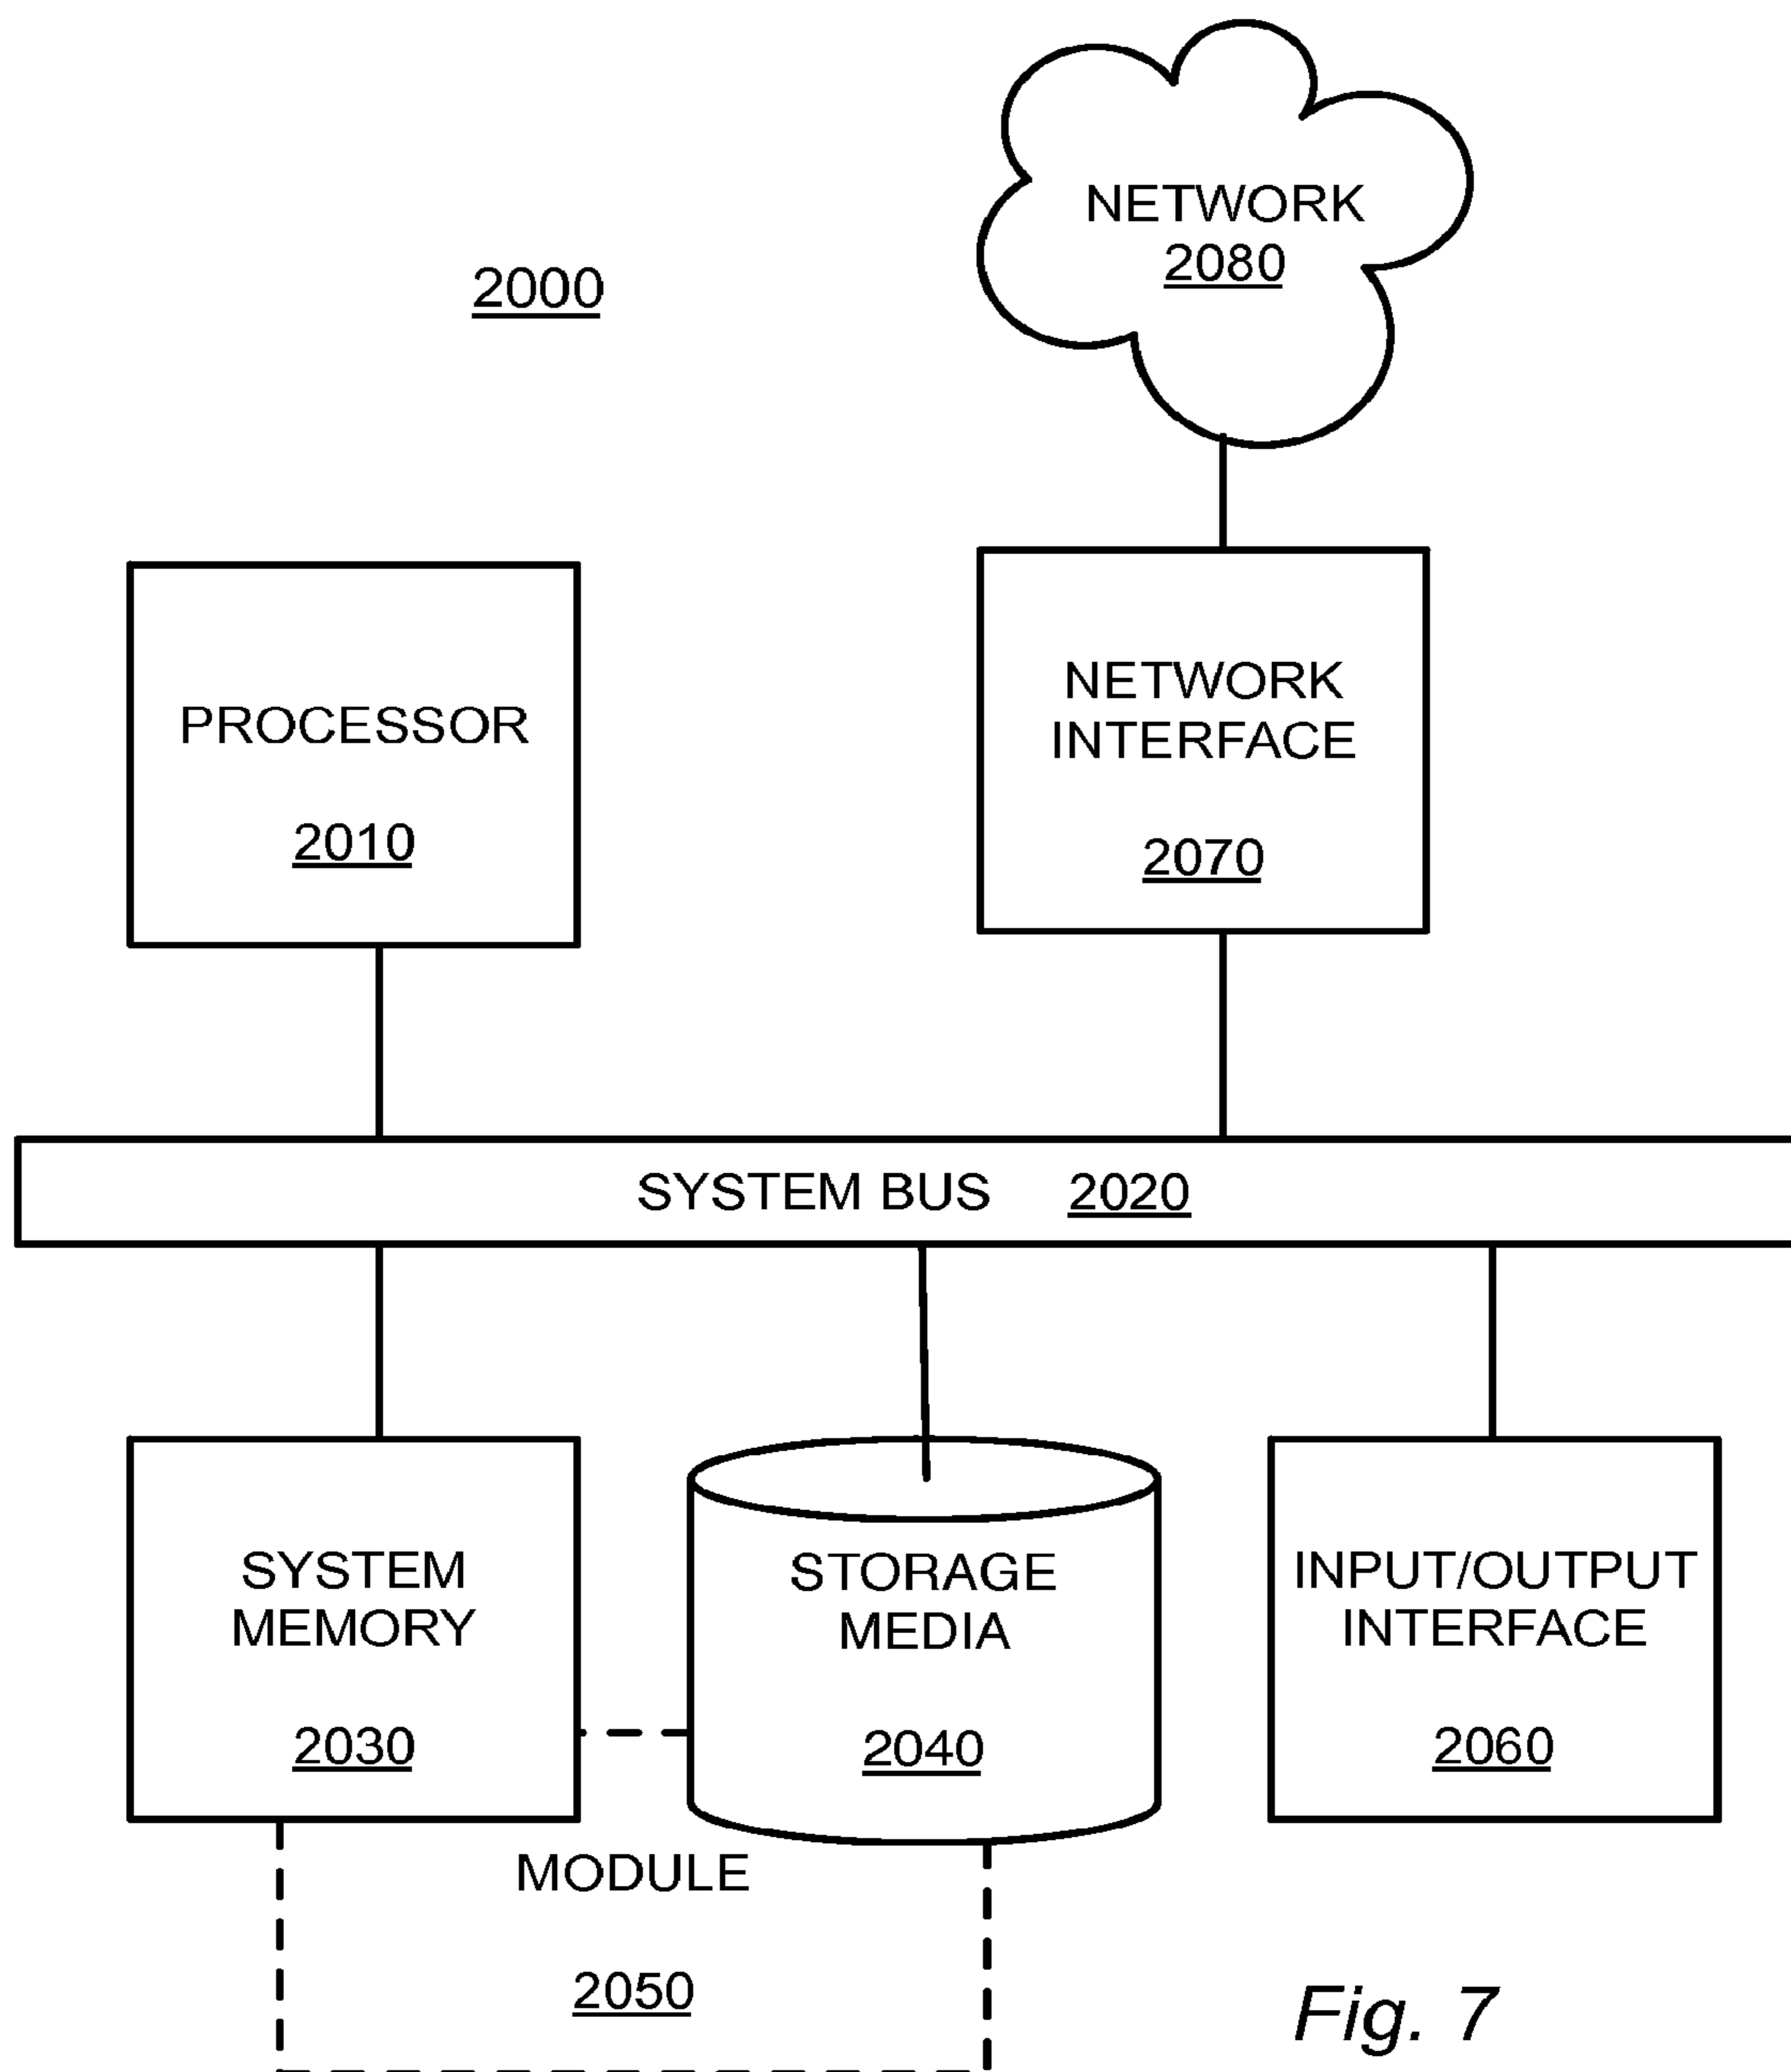 NETWORK
2080
2000
PROCESSOR
2010
NETWORK
INTERFACE
2070
SYSTEM BUS 2020
SYSTEM
MEMORY
2030
STORAGE
MEDIA
2040
INPUT/OUTPUT
INTERFACE
2060
MODULE
2050
Fig. 7